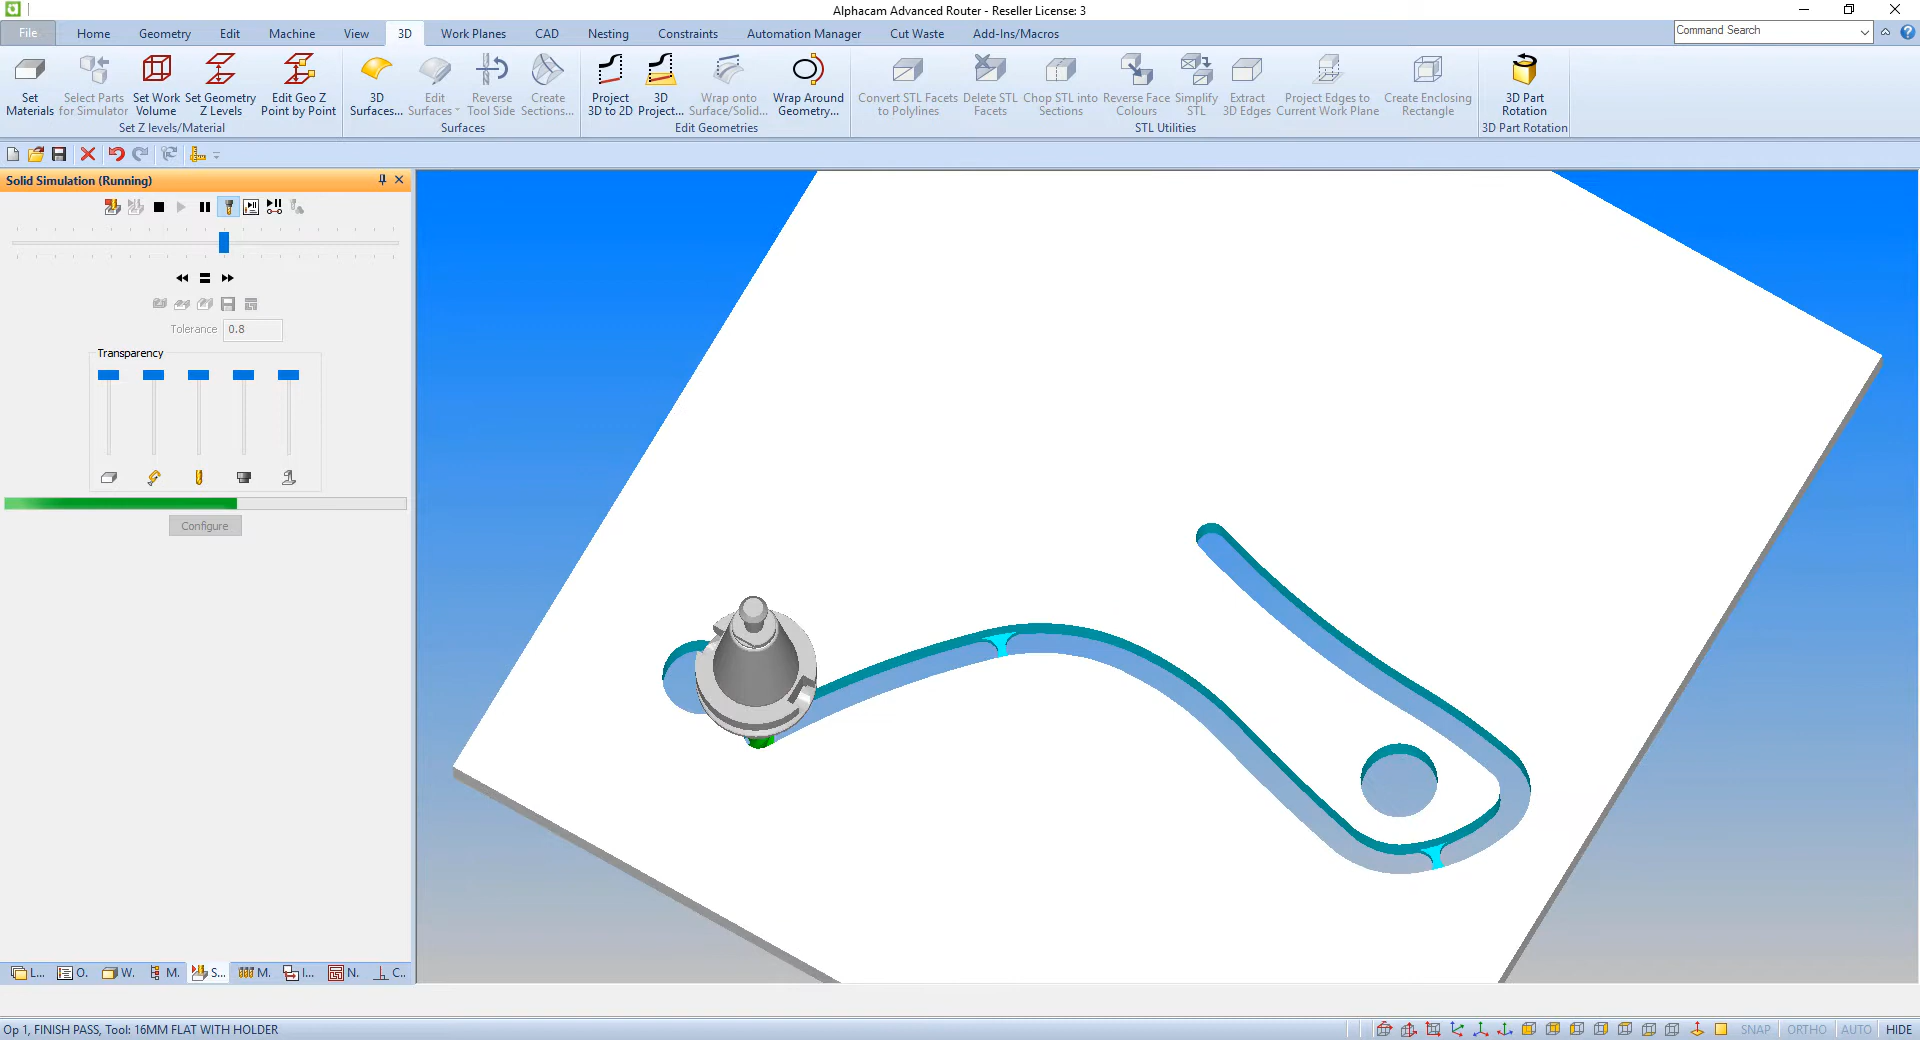 Alphacam Advanced Router - Reseller License: 3
File Home Geometry Edit Machine View 3D Work Planes CAD Nesting Constraints Automation Manager Cut Waste Add-Ins/Macros
Command Search
Set Materials
Select Parts for Simulator
Set Work Volume
Set Geometry Z Levels
Edit Geo Z Point by Point
3D Surfaces...
Edit Surfaces
Reverse Tool Side
Create Sections...
Project 3D to 2D
3D Project...
Wrap onto Surface/Solid...
Wrap Around Geometry...
Convert STL Facets to Polylines
Delete STL Facets
Chop STL into Sections
Reverse Face Colours
Simplify STL
Extract 3D Edges
Project Edges to Current Work Plane
Create Enclosing Rectangle
3D Part Rotation
Set Z levels/Material
Surfaces
Edit Geometries
STL Utilities
3D Part Rotation
Solid Simulation (Running)
Tolerance 0.8
Transparency
Configure
L... O. W. M. S... M. I... N. C..
Op 1, FINISH PASS, Tool: 16MM FLAT WITH HOLDER
SNAP ORTHO AUTO HIDE